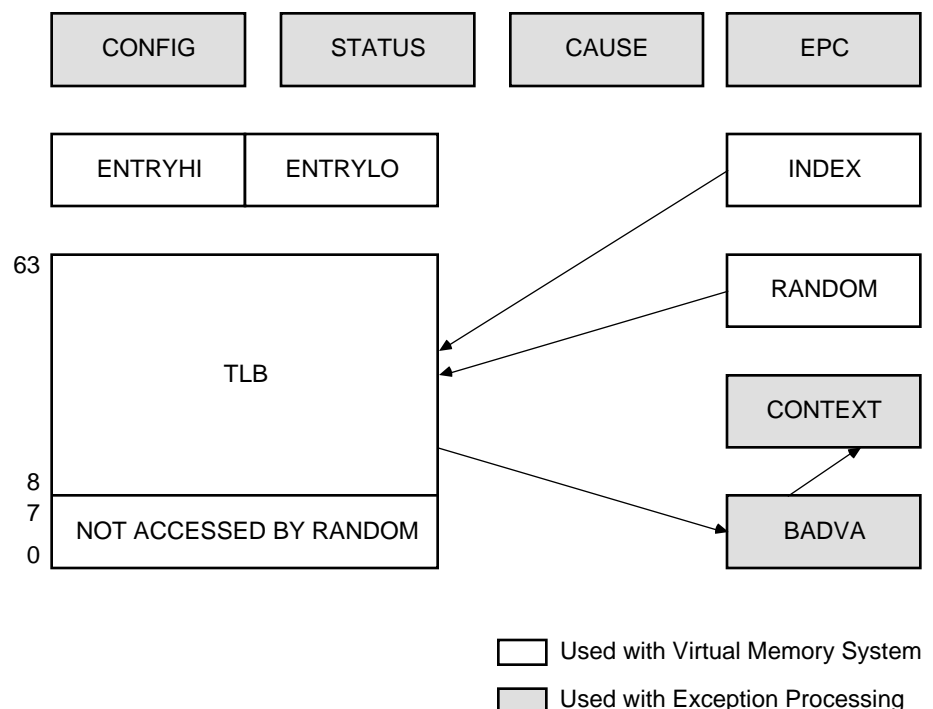 CONFIG
STATUS
CAUSE
EPC
ENTRYHI
ENTRYLO
INDEX
63
RANDOM
TLB
CONTEXT
8
7
NOT ACCESSED BY RANDOM
BADVA
0
Used with Virtual Memory System
Used with Exception Processing